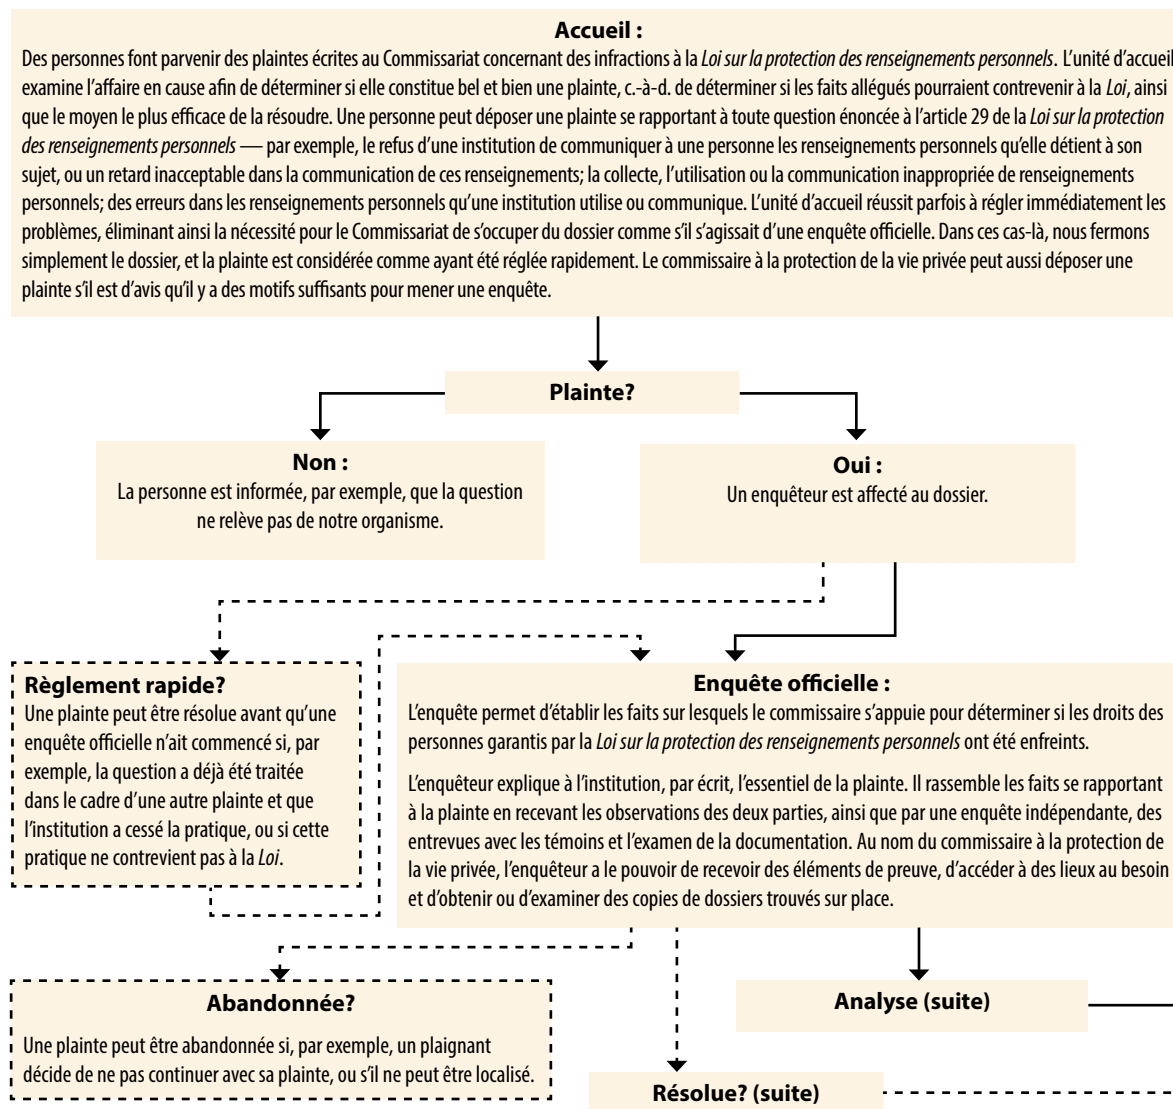 Accueil :
Des personnes font parvenir des plaintes écrites au Commissariat concernant des infractions à la Loi sur la protection des renseignements personnels. L’unité d’accueil
examine l’affaire en cause afin de déterminer si elle constitue bel et bien une plainte, c.-à-d. de déterminer si les faits allégués pourraient contrevenir à la Loi, ainsi
que le moyen le plus efficace de la résoudre. Une personne peut déposer une plainte se rapportant à toute question énoncée à l’article 29 de la Loi sur la protection
des renseignements personnels — par exemple, le refus d’une institution de communiquer à une personne les renseignements personnels qu’elle détient à son
sujet, ou un retard inacceptable dans la communication de ces renseignements; la collecte, l’utilisation ou la communication inappropriée de renseignements
personnels; des erreurs dans les renseignements personnels qu’une institution utilise ou communique. L’unité d’accueil réussit parfois à régler immédiatement les
problèmes, éliminant ainsi la nécessité pour le Commissariat de s’occuper du dossier comme s’il s’agissait d’une enquête officielle. Dans ces cas-là, nous fermons
simplement le dossier, et la plainte est considérée comme ayant été réglée rapidement. Le commissaire à la protection de la vie privée peut aussi déposer une
plainte s’il est d’avis qu’il y a des motifs suffisants pour mener une enquête.
Plainte?
Non :
La personne est informée, par exemple, que la question
ne relève pas de notre organisme.
Oui :
Un enquêteur est affecté au dossier.
Règlement rapide?
Une plainte peut être résolue avant qu’une
enquête officielle n’ait commencé si, par
exemple, la question a déjà été traitée
dans le cadre d’une autre plainte et que
l’institution a cessé la pratique, ou si cette
pratique ne contrevient pas à la Loi.
Enquête officielle :
L’enquête permet d’établir les faits sur lesquels le commissaire s’appuie pour déterminer si les droits des
personnes garantis par la Loi sur la protection des renseignements personnels ont été enfreints.
L’enquêteur explique à l’institution, par écrit, l’essentiel de la plainte. Il rassemble les faits se rapportant
à la plainte en recevant les observations des deux parties, ainsi que par une enquête indépendante, des
entrevues avec les témoins et l’examen de la documentation. Au nom du commissaire à la protection de
la vie privée, l’enquêteur a le pouvoir de recevoir des éléments de preuve, d’accéder à des lieux au besoin
et d’obtenir ou d’examiner des copies de dossiers trouvés sur place.
Abandonnée?
Une plainte peut être abandonnée si, par exemple, un plaignant
décide de ne pas continuer avec sa plainte, ou s’il ne peut être localisé.
Analyse (suite)
Résolue? (suite)